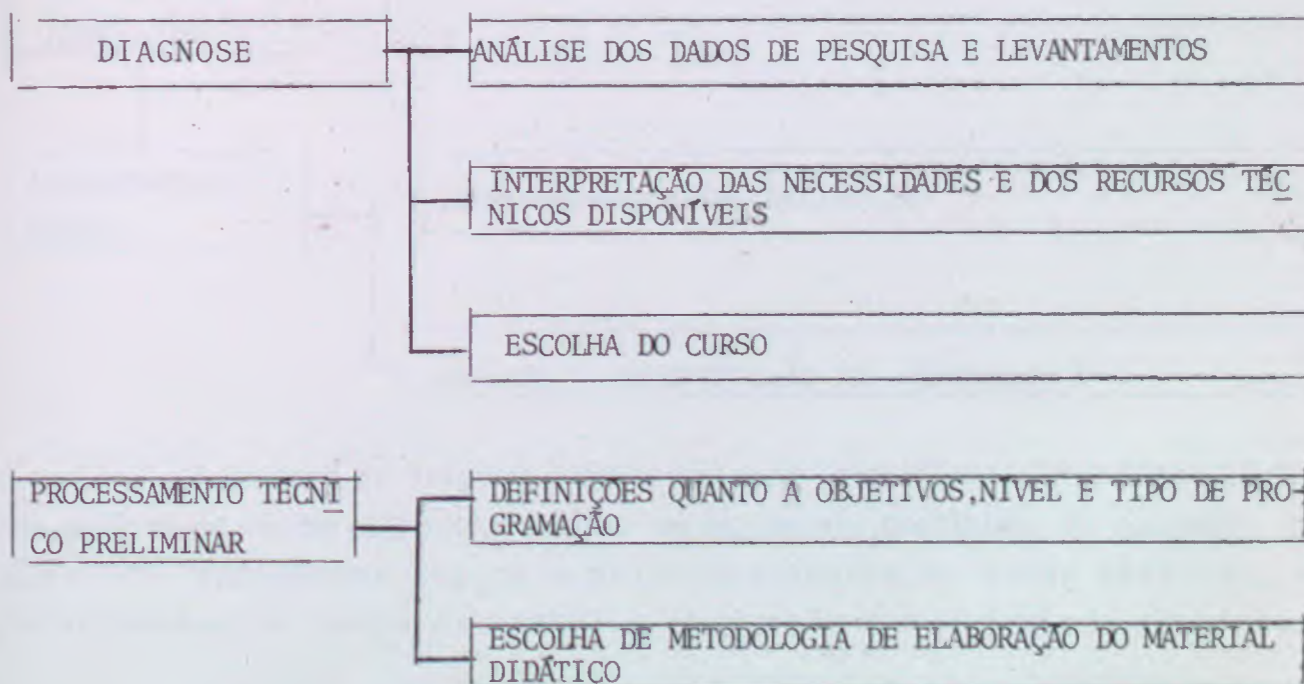 DIAGNOSE
ANÁLISE DOS DADOS DE PESQUISA E LEVANTAMENTOS
INTERPRETAÇÃO DAS NECESSIDADES E DOS RECURSOS TÉC
NICOS DISPONÍVEIS
ESCOLHA DO CURSO
PROCESSAMENTO TÉCNI
CO PRELIMINAR
DEFINIÇÕES QUANTO A OBJETIVOS,NÍVEL E TIPO DE PRO-
GRAMAÇÃO
ESCOLHA DE METODOLOGIA DE ELABORAÇÃO DO MATERIAL
DIDÁTICO